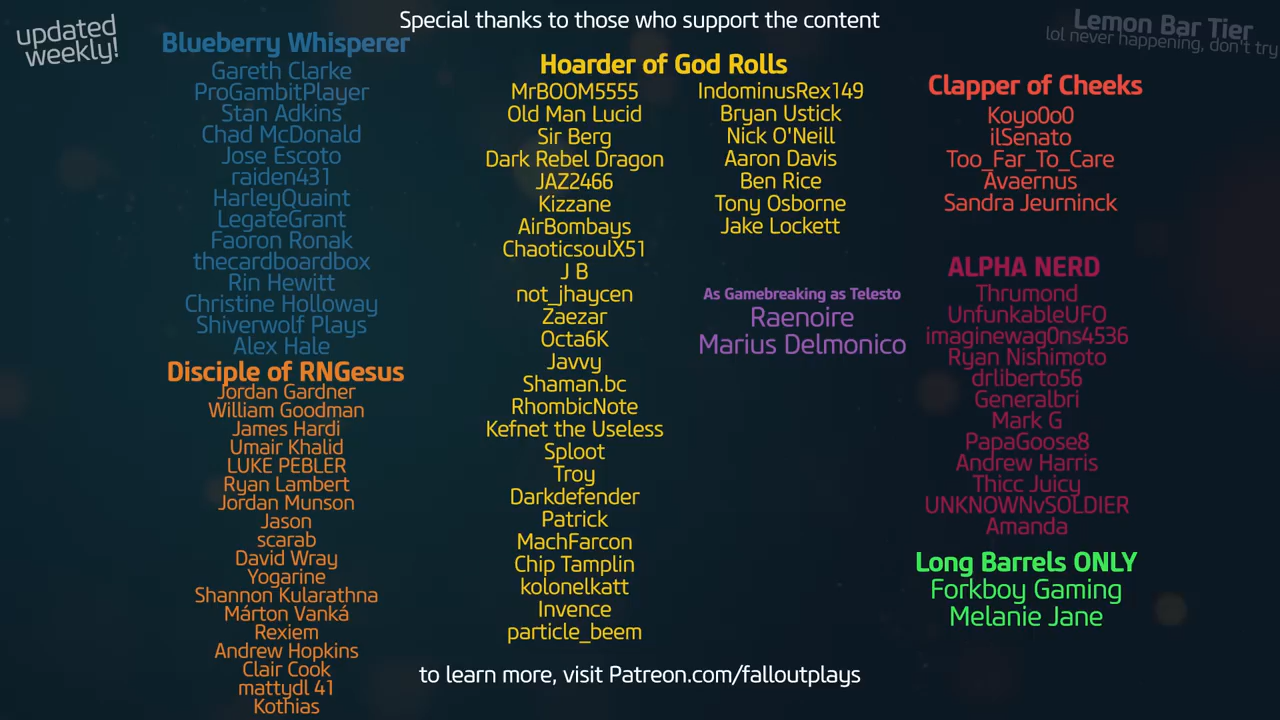 updated
weekly!
Special thanks to those who support the content
Lemon Bar Tier
lol never happening, don't try
Blueberry Whisperer
Gareth Clarke
ProGambitPlayer
Stan Adkins
Chad McDonald
Jose Escoto
raiden431
HarleyQuaint
LegateGrant
Faoron Ronak
thecardboardbox
Rin Hewitt
Christine Holloway
Shiverwolf Plays
Alex Hale
Disciple of RNGesus
Jordan Gardner
William Goodman
James Hardi
Umair Khalid
LUKE PEBLER
Ryan Lambert
Jordan Munson
Jason
scarab
David Wray
Yogarine
Shannon Kularathna
Márton Vanká
Rexiem
Andrew Hopkins
Clair Cook
mattydl 41
Kothias
Hoarder of God Rolls
MrBOOM5555
Old Man Lucid
Sir Berg
Dark Rebel Dragon
JAZ2466
Kizzane
AirBombays
ChaoticsoulX51
J B
not_jhaycen
Zaezar
Octa6K
Javvy
Shaman.bc
RhombicNote
Kefnet the Useless
Sploot
Troy
Darkdefender
Patrick
MachFarcon
Chip Tamplin
kolonelkatt
Invence
particle_beem
IndominusRex149
Bryan Ustick
Nick O'Neill
Aaron Davis
Ben Rice
Tony Osborne
Jake Lockett
As Gamebreaking as Telesto
Raenoire
Marius Delmonico
Clapper of Cheeks
Koyo0o0
ilSenato
Too_Far_To_Care
Avaernus
Sandra Jeurninck
ALPHA NERD
Thrumond
UnfunkableUFO
imaginewag0ns4536
Ryan Nishimoto
drliberto56
Generalbri
Mark G
PapaGoose8
Andrew Harris
Thicc Juicy
UNKNOWNvSOLDIER
Amanda
Long Barrels ONLY
Forkboy Gaming
Melanie Jane
to learn more, visit Patreon.com/falloutplays